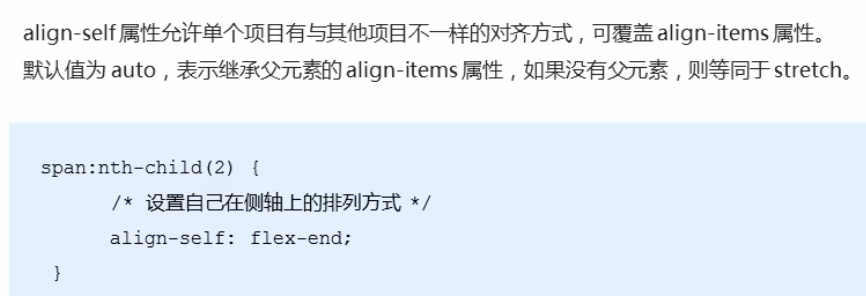 align-self 属性允许单个项目有与其他项目不一样的对齐方式，可覆盖 align-items 属性。
默认值为 auto，表示继承父元素的 align-items 属性，如果没有父元素，则等同于 stretch。
span:nth-child(2) {
/* 设置自己在侧轴上的排列方式 */
align-self: flex-end;
}